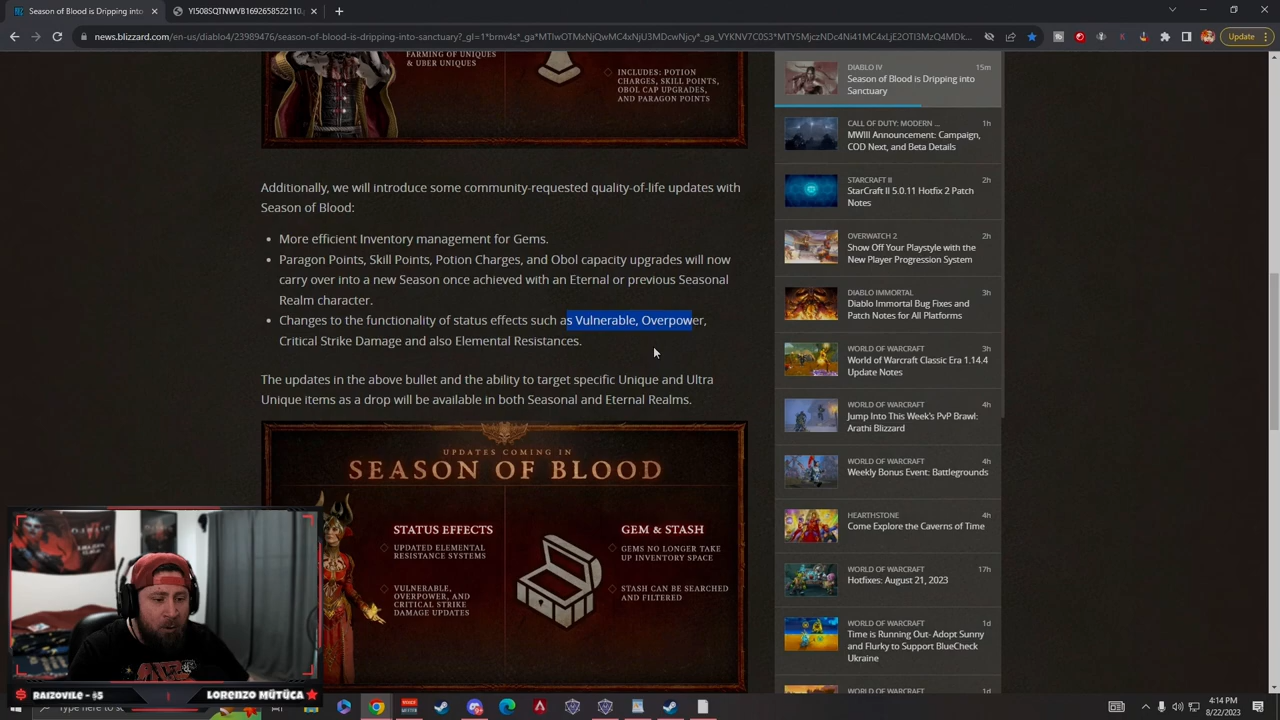 Season of Blood is Dripping into
YI508SQTNWVB1692658522110.
news.blizzard.com/en-us/diablo4/23989476/season-of-blood-is-dripping-into-sanctuary?
Update
FARMING OF UNIQUES
& UBER UNIQUES
INCLUDES: POTION
CHARGES, SKILL POINTS,
OBOL CAP UPGRADES,
AND PARAGON POINTS
Additionally, we will introduce some community-requested quality-of-life updates with
Season of Blood:
• More efficient Inventory management for Gems.
• Paragon Points, Skill Points, Potion Charges, and Obol capacity upgrades will now
carry over into a new Season once achieved with an Eternal or previous Seasonal
Realm character.
• Changes to the functionality of status effects such as Vulnerable, Overpower,
Critical Strike Damage and also Elemental Resistances.
The updates in the above bullet and the ability to target specific Unique and Ultra
Unique items as a drop will be available in both Seasonal and Eternal Realms.
UPDATES COMING IN
SEASON OF BLOOD
STATUS EFFECTS
UPDATED ELEMENTAL
RESISTANCE SYSTEMS
VULNERABLE,
OVERPOWER, AND
CRITICAL STRIKE
DAMAGE UPDATES
GEM & STASH
GEMS NO LONGER TAKE
UP INVENTORY SPACE
STASH CAN BE SEARCHED
AND FILTERED
DIABLO IV 15m
Season of Blood is Dripping into
Sanctuary
CALL OF DUTY: MODERN ... 1h
MWIII Announcement: Campaign,
COD Next, and Beta Details
STARCRAFT II 2h
StarCraft II 5.0.11 Hotfix 2 Patch
Notes
OVERWATCH 2 2h
Show Off Your Playstyle with the
New Player Progression System
DIABLO IMMORTAL 3h
Diablo Immortal Bug Fixes and
Patch Notes for All Platforms
WORLD OF WARCRAFT 3h
World of Warcraft Classic Era 1.14.4
Update Notes
WORLD OF WARCRAFT 4h
Jump Into This Week's PvP Brawl:
Arathi Blizzard
WORLD OF WARCRAFT 4h
Weekly Bonus Event: Battlegrounds
HEARTHSTONE 4h
Come Explore the Caverns of Time
WORLD OF WARCRAFT 17h
Hotfixes: August 21, 2023
WORLD OF WARCRAFT 1d
Time is Running Out- Adopt Sunny
and Flurky to Support BlueCheck
Ukraine
WORLD OF WARCRAFT 1d
RAIZOVILE - $5
LORENZO MUTUCA
Type here to
4:14 PM
8/22/2023